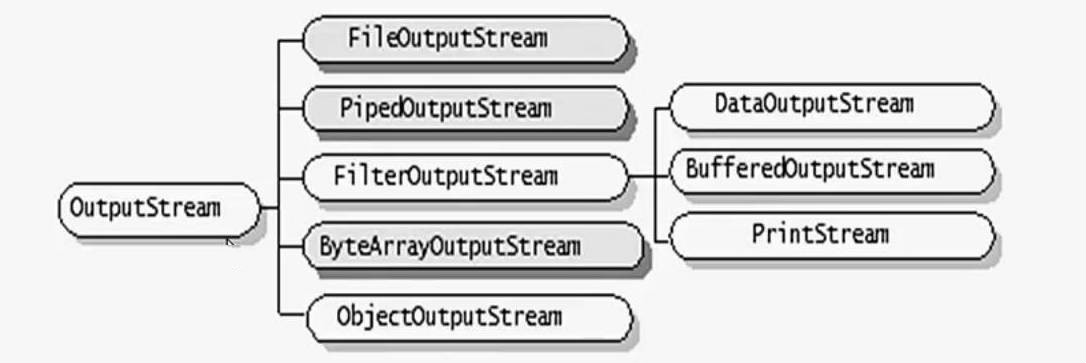 FileOutputStream
PipedOutputStream
DataOutputStream
FilterOutputStream
BufferedOutputStream
OutputStream
PrintStream
ByteArrayOutputStream
ObjectOutputStream